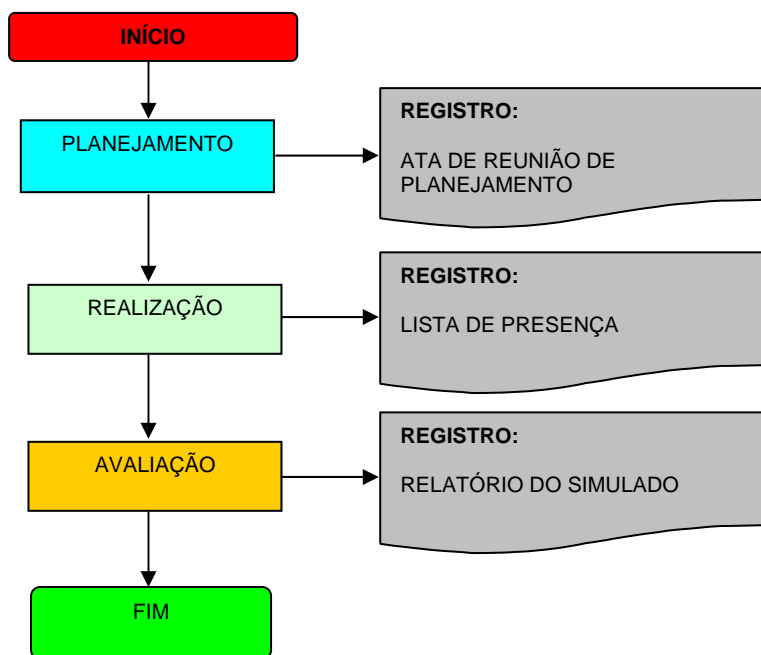 INÍCIO
PLANEJAMENTO
REGISTRO:
ATA DE REUNIÃO DE
PLANEJAMENTO
REALIZAÇÃO
REGISTRO:
LISTA DE PRESENÇA
AVALIAÇÃO
REGISTRO:
RELATÓRIO DO SIMULADO
FIM